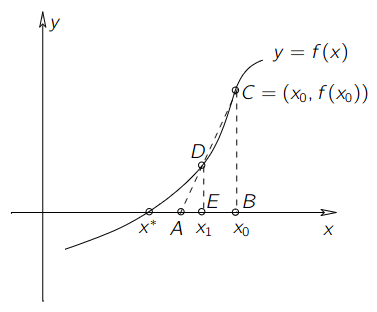 y
y = f(x)
C = (x₀, f(x₀))
D
E B
x* A x₁ x₀ x